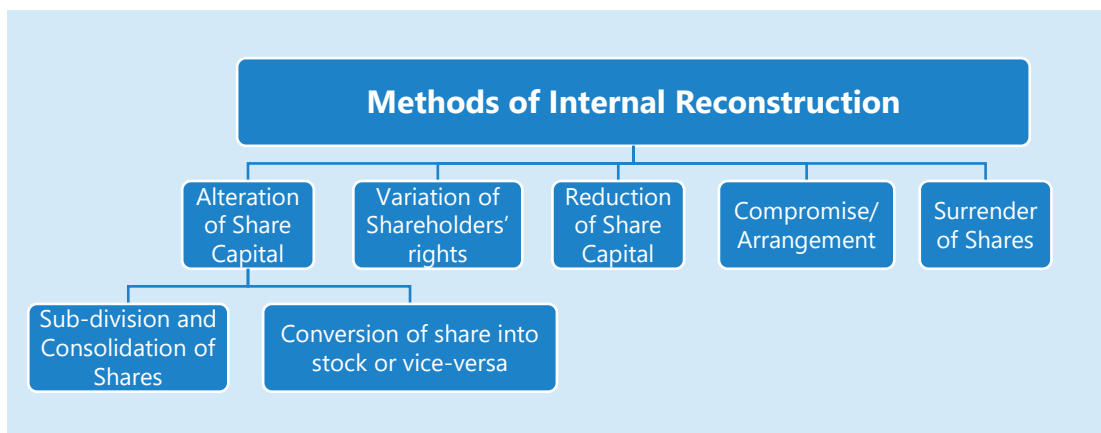 Methods of Internal Reconstruction
Alteration
of Share
Capital
Variation of
Shareholders’
rights
Reduction
of Share
Capital
Compromise/
Arrangement
Surrender
of Shares
Sub-division and
Consolidation of
Shares
Conversion of share into
stock or vice-versa